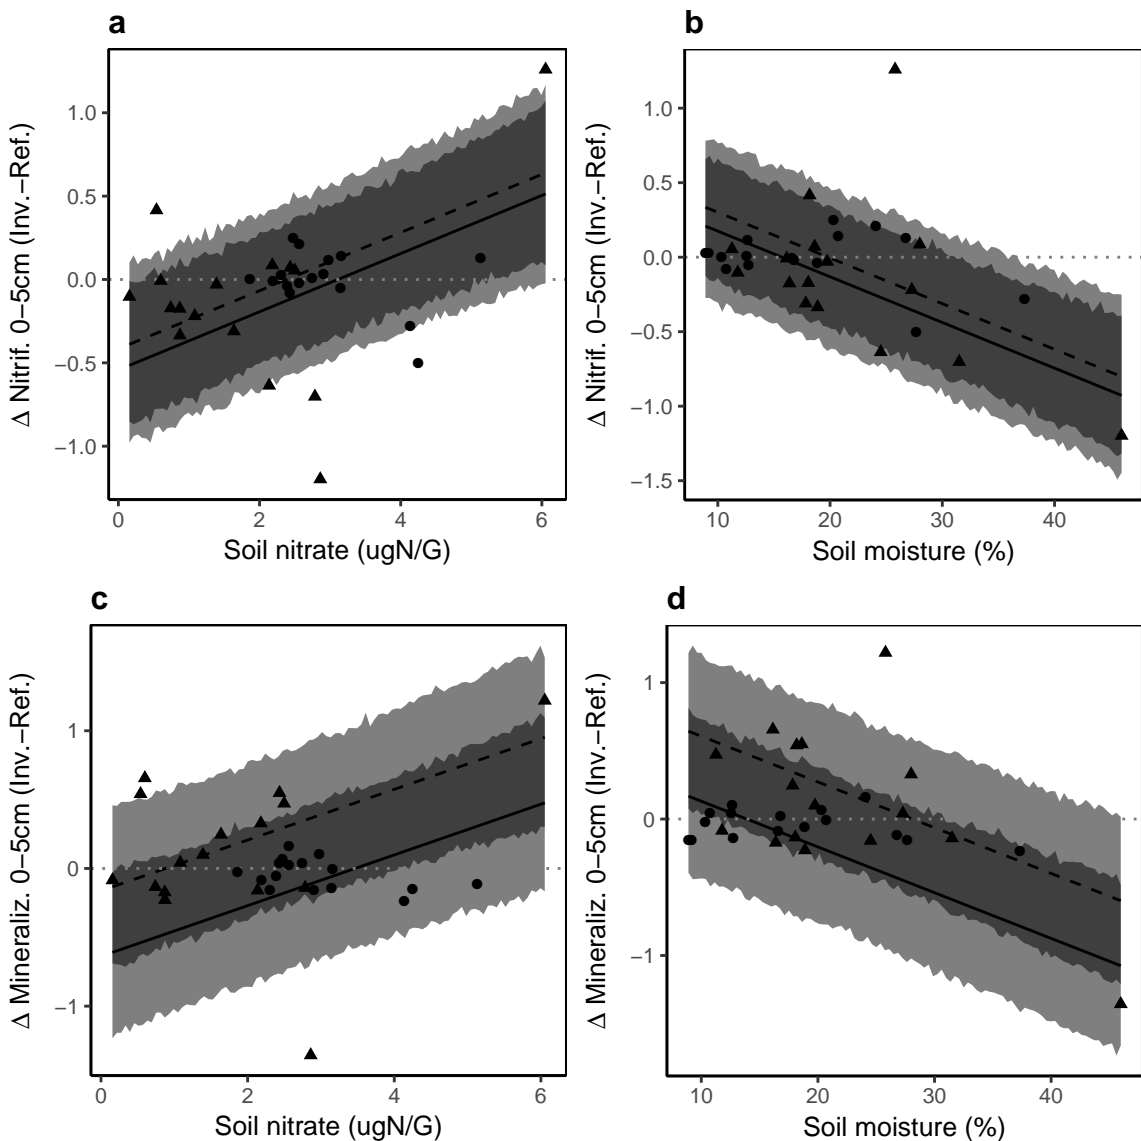 a
Δ Nitrif. 0−5cm (Inv.−Ref.)
1.0
0.5
0.0
−0.5
−1.0
0 2 4 6
Soil nitrate (ugN/G)
b
Δ Nitrif. 0−5cm (Inv.−Ref.)
1.0
0.5
0.0
−0.5
−1.0
−1.5
10 20 30 40
Soil moisture (%)
c
Δ Mineraliz. 0−5cm (Inv.−Ref.)
1
0
−1
0 2 4 6
Soil nitrate (ugN/G)
d
Δ Mineraliz. 0−5cm (Inv.−Ref.)
1
0
−1
10 20 30 40
Soil moisture (%)